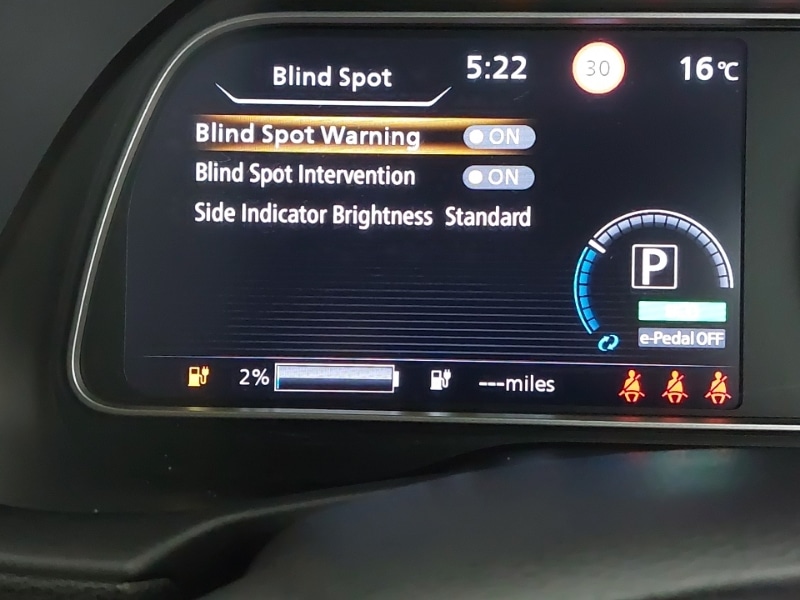 Blind Spot 5:22 30 16°C
Blind Spot Warning ON
Blind Spot Intervention ON
Side Indicator Brightness Standard
P
e-Pedal OFF
2% ---miles